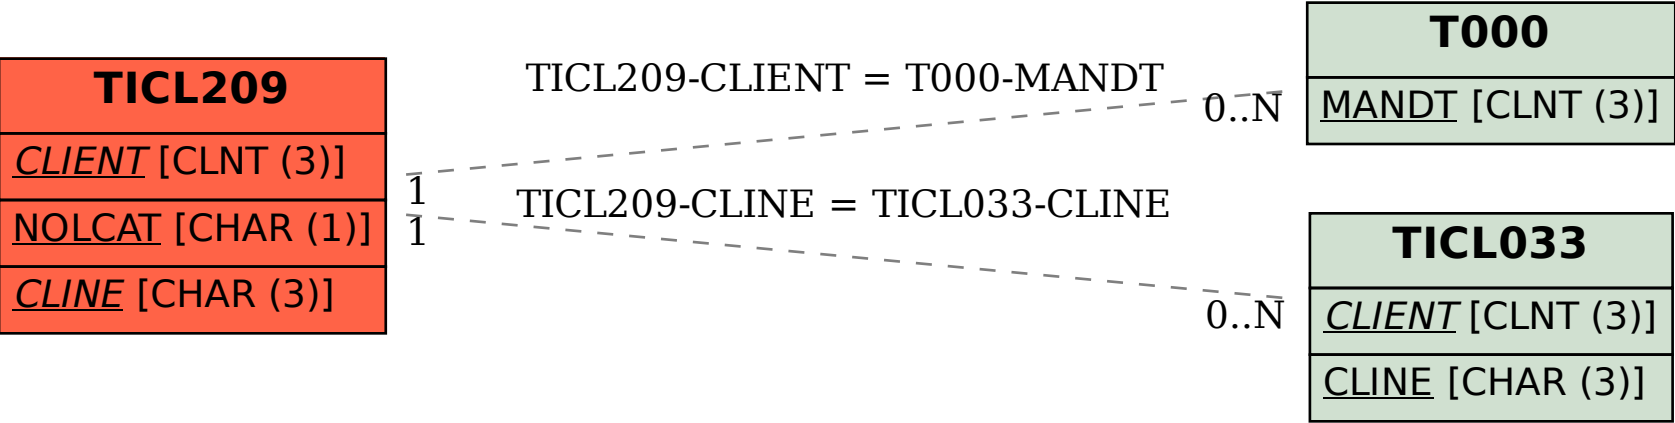 TICL209
CLIENT [CLNT (3)]
NOLCAT [CHAR (1)]
CLINE [CHAR (3)]
TICL209-CLIENT = T000-MANDT
1
0..N
TICL209-CLINE = TICL033-CLINE
1
0..N
T000
MANDT [CLNT (3)]
TICL033
CLIENT [CLNT (3)]
CLINE [CHAR (3)]